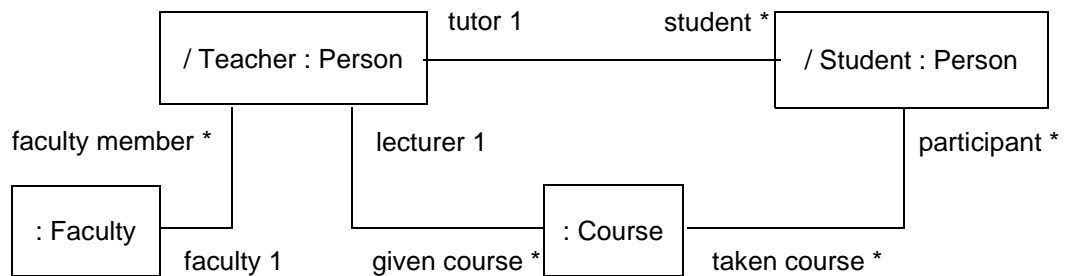 tutor 1
student *
/ Teacher : Person
/ Student : Person
faculty member *
lecturer 1
participant *
: Faculty
: Course
faculty 1
given course *
taken course *